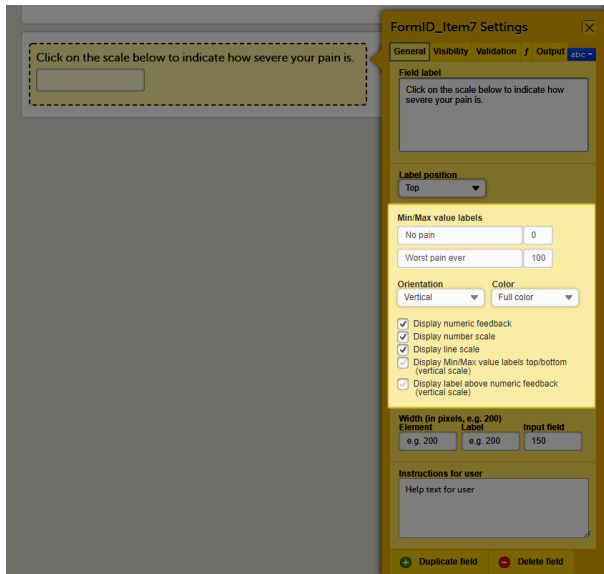 Click on the scale below to indicate how severe your pain is.
FormID_Item7 Settings
General Visibility Validation f Output abc
Field label
Click on the scale below to indicate how
severe your pain is.
Label position
Top
Min/Max value labels
No pain 0
Worst pain ever 100
Orientation Color
Vertical Full color
Display numeric feedback
Display number scale
Display line scale
Display Min/Max value labels top/bottom
(vertical scale)
Display label above numeric feedback
(vertical scale)
Width (in pixels, e.g. 200)
Element Label Input field
e.g. 200 e.g. 200 150
Instructions for user
Help text for user
Duplicate field Delete field